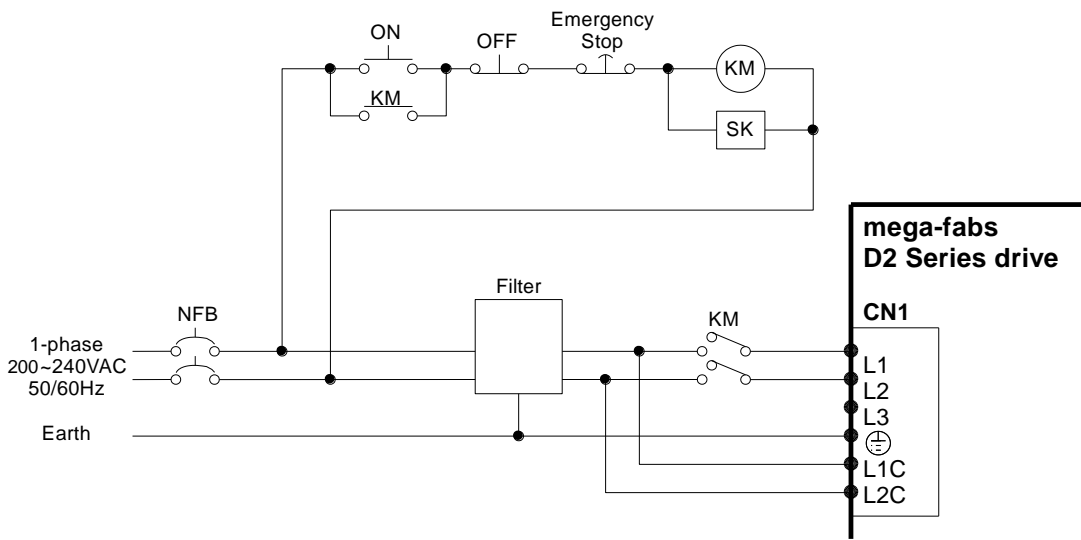 ON
OFF
Emergency
Stop
KM
KM
SK
mega-fabs
D2 Series drive
Filter
CN1
NFB
KM
1-phase
200~240VAC
50/60Hz
L1
L2
L3
Earth
L1C
L2C